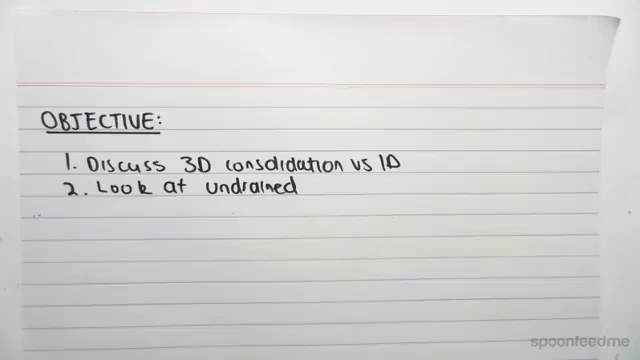 OBJECTIVE:
1. Discuss 3D consolidation vs 1D
2. Look at undrained
spoonfeedme